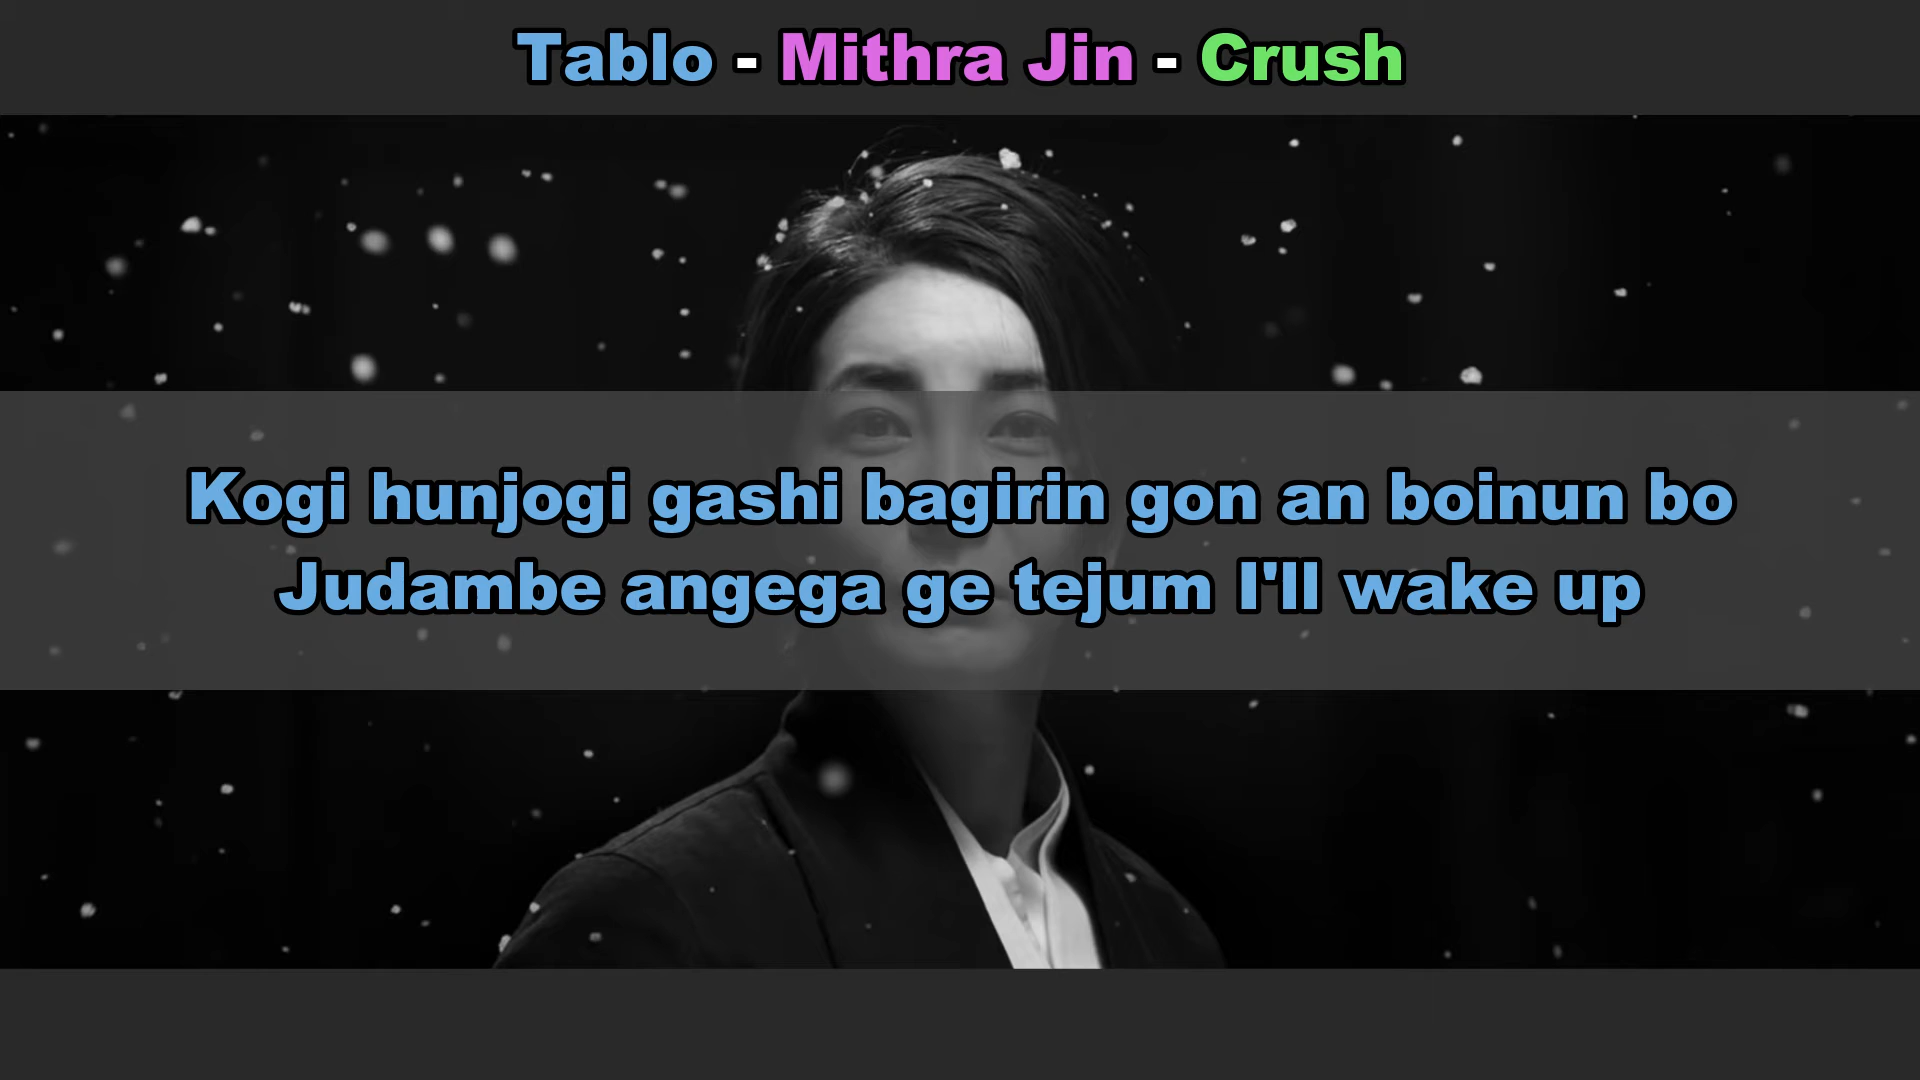 Tablo - Mithra Jin - Crush
Kogi hunjogi gashi bagirin gon an boinun bo
Judambe angega ge tejum I'll wake up